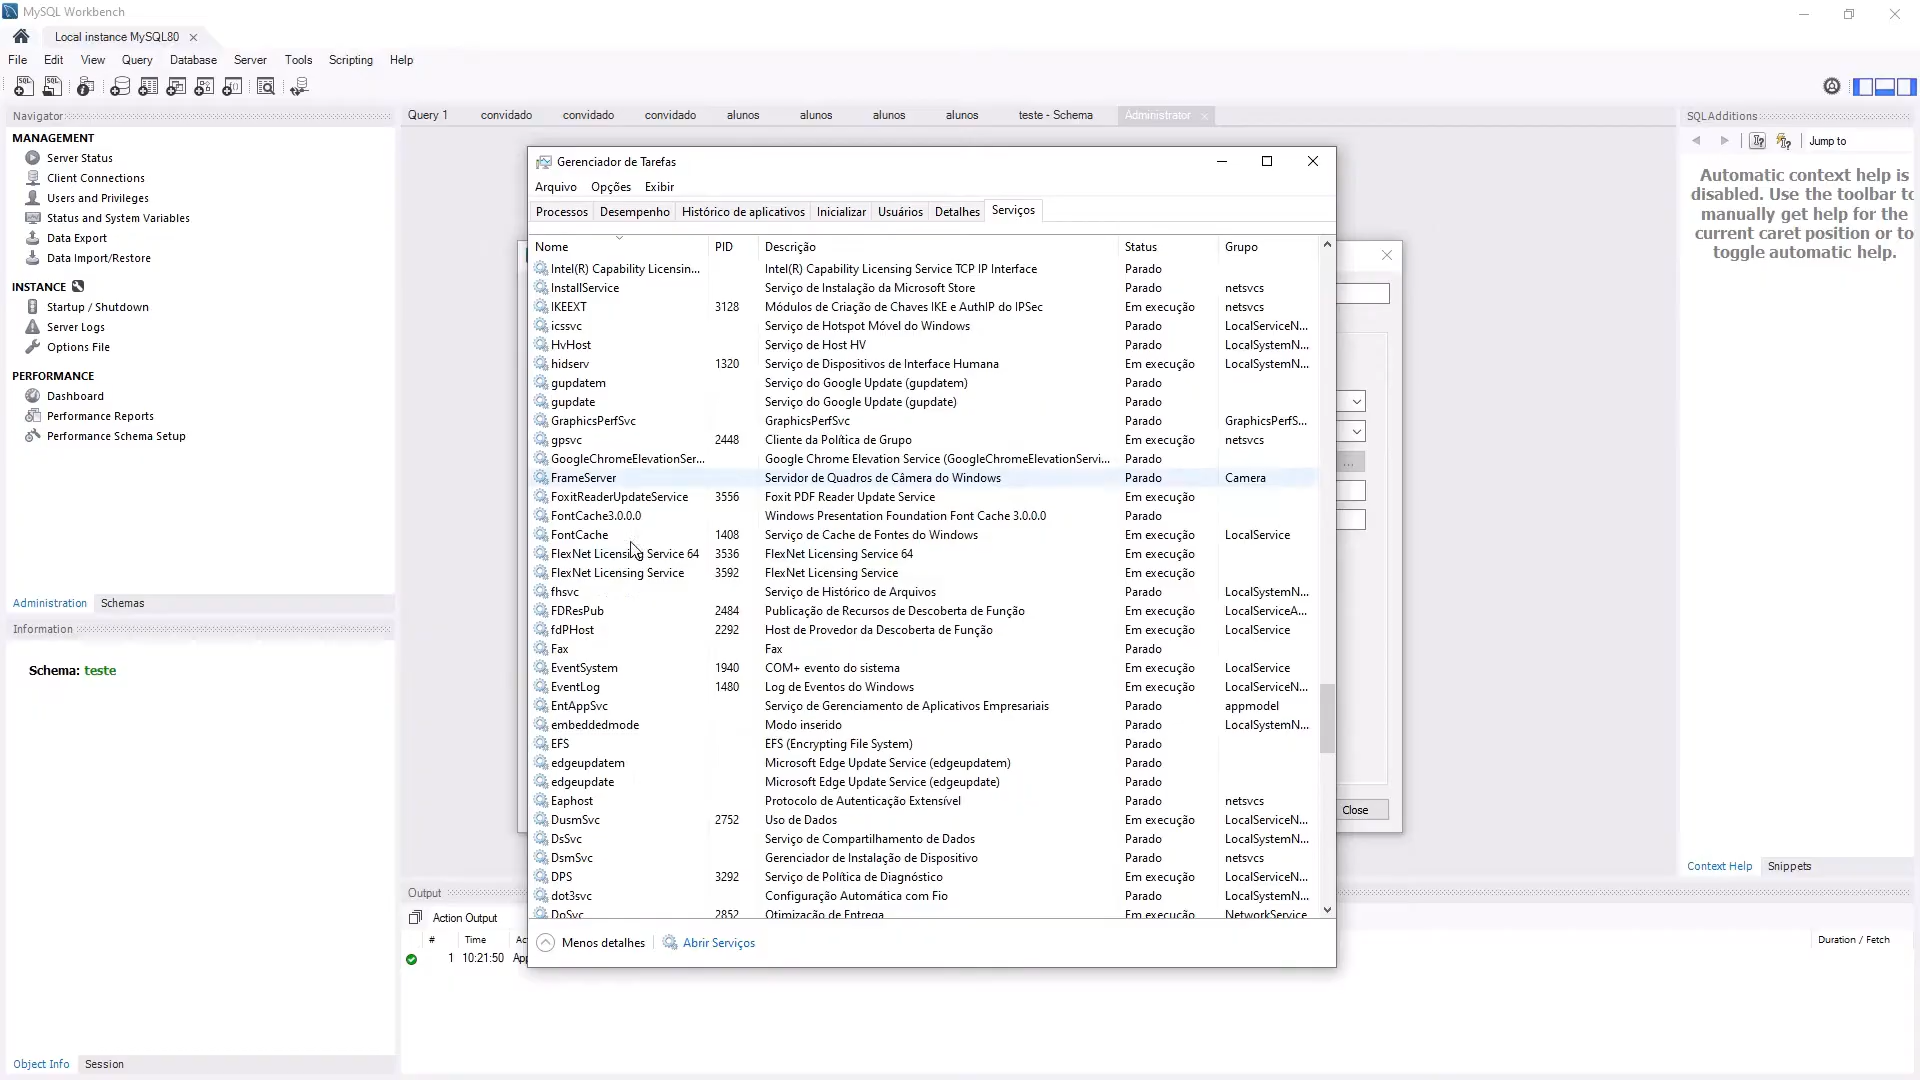 MySQL Workbench
Local instance MySQL80
File Edit View Query Database Server Tools Scripting Help
Navigator
MANAGEMENT
Server Status
Client Connections
Users and Privileges
Status and System Variables
Data Export
Data Import/Restore
INSTANCE
Startup / Shutdown
Server Logs
Options File
PERFORMANCE
Dashboard
Performance Reports
Performance Schema Setup
Administration Schemas
Information
Schema: teste
Object Info Session
Query 1 convidado convidado convidado alunos alunos alunos alunos teste - Schema Administrator
Gerenciador de Tarefas
Arquivo Opções Exibir
Processos Desempenho Histórico de aplicativos Inicializar Usuários Detalhes Serviços
Nome PID Descrição Status Grupo
Intel(R) Capability Licensin... Intel(R) Capability Licensing Service TCP IP Interface Parado
InstallService Serviço de Instalação da Microsoft Store Parado netsvcs
IKEEXT 3128 Módulos de Criação de Chaves IKE e AuthIP do IPSec Em execução netsvcs
icssvc Serviço de Hotspot Móvel do Windows Parado LocalServiceN...
HvHost Serviço de Host HV Parado LocalSystemN...
hidserv 1320 Serviço de Dispositivos de Interface Humana Em execução LocalSystemN...
gupdatem Serviço do Google Update (gupdatem) Parado
gupdate Serviço do Google Update (gupdate) Parado
GraphicsPerfSvc GraphicsPerfSvc Parado GraphicsPerfS...
gpsvc 2448 Cliente da Política de Grupo Em execução netsvcs
GoogleChromeElevationSer... Google Chrome Elevation Service (GoogleChromeElevationServi... Parado
FrameServer Servidor de Quadros de Câmera do Windows Parado Camera
FoxitReaderUpdateService 3556 Foxit PDF Reader Update Service Em execução
FontCache3.0.0.0 Windows Presentation Foundation Font Cache 3.0.0.0 Parado
FontCache 1408 Serviço de Cache de Fontes do Windows Em execução LocalService
FlexNet Licensing Service 64 3536 FlexNet Licensing Service 64 Em execução
FlexNet Licensing Service 3592 FlexNet Licensing Service Em execução
fhsvc Serviço de Histórico de Arquivos Parado LocalSystemN...
FDResPub 2484 Publicação de Recursos de Descoberta de Função Em execução LocalServiceA...
fdPHost 2292 Host de Provedor da Descoberta de Função Em execução LocalService
Fax Fax Parado
EventSystem 1940 COM+ evento do sistema Em execução LocalService
EventLog 1480 Log de Eventos do Windows Em execução LocalServiceN...
EntAppSvc Serviço de Gerenciamento de Aplicativos Empresariais Parado appmodel
embeddedmode Modo inserido Parado LocalSystemN...
EFS EFS (Encrypting File System) Parado
edgeupdatem Microsoft Edge Update Service (edgeupdatem) Parado
edgeupdate Microsoft Edge Update Service (edgeupdate) Parado
Eaphost Protocolo de Autenticação Extensível Parado netsvcs
DusmSvc 2752 Uso de Dados Em execução LocalServiceN...
DsSvc Serviço de Compartilhamento de Dados Parado LocalSystemN...
DsmSvc Gerenciador de Instalação de Dispositivo Parado netsvcs
DPS 3292 Serviço de Política de Diagnóstico Em execução LocalServiceN...
dot3svc Configuração Automática com Fio Parado LocalSystemN...
DoSvc 2852 Otimização de Entrega Em execução NetworkService
Menos detalhes Abrir Serviços
...
Close
Output
Action Output
# Time Ac
1 10:21:50 App
Duration / Fetch
SQLAdditions
Jump to
Automatic context help is
disabled. Use the toolbar to
manually get help for the
current caret position or to
toggle automatic help.
Context Help Snippets